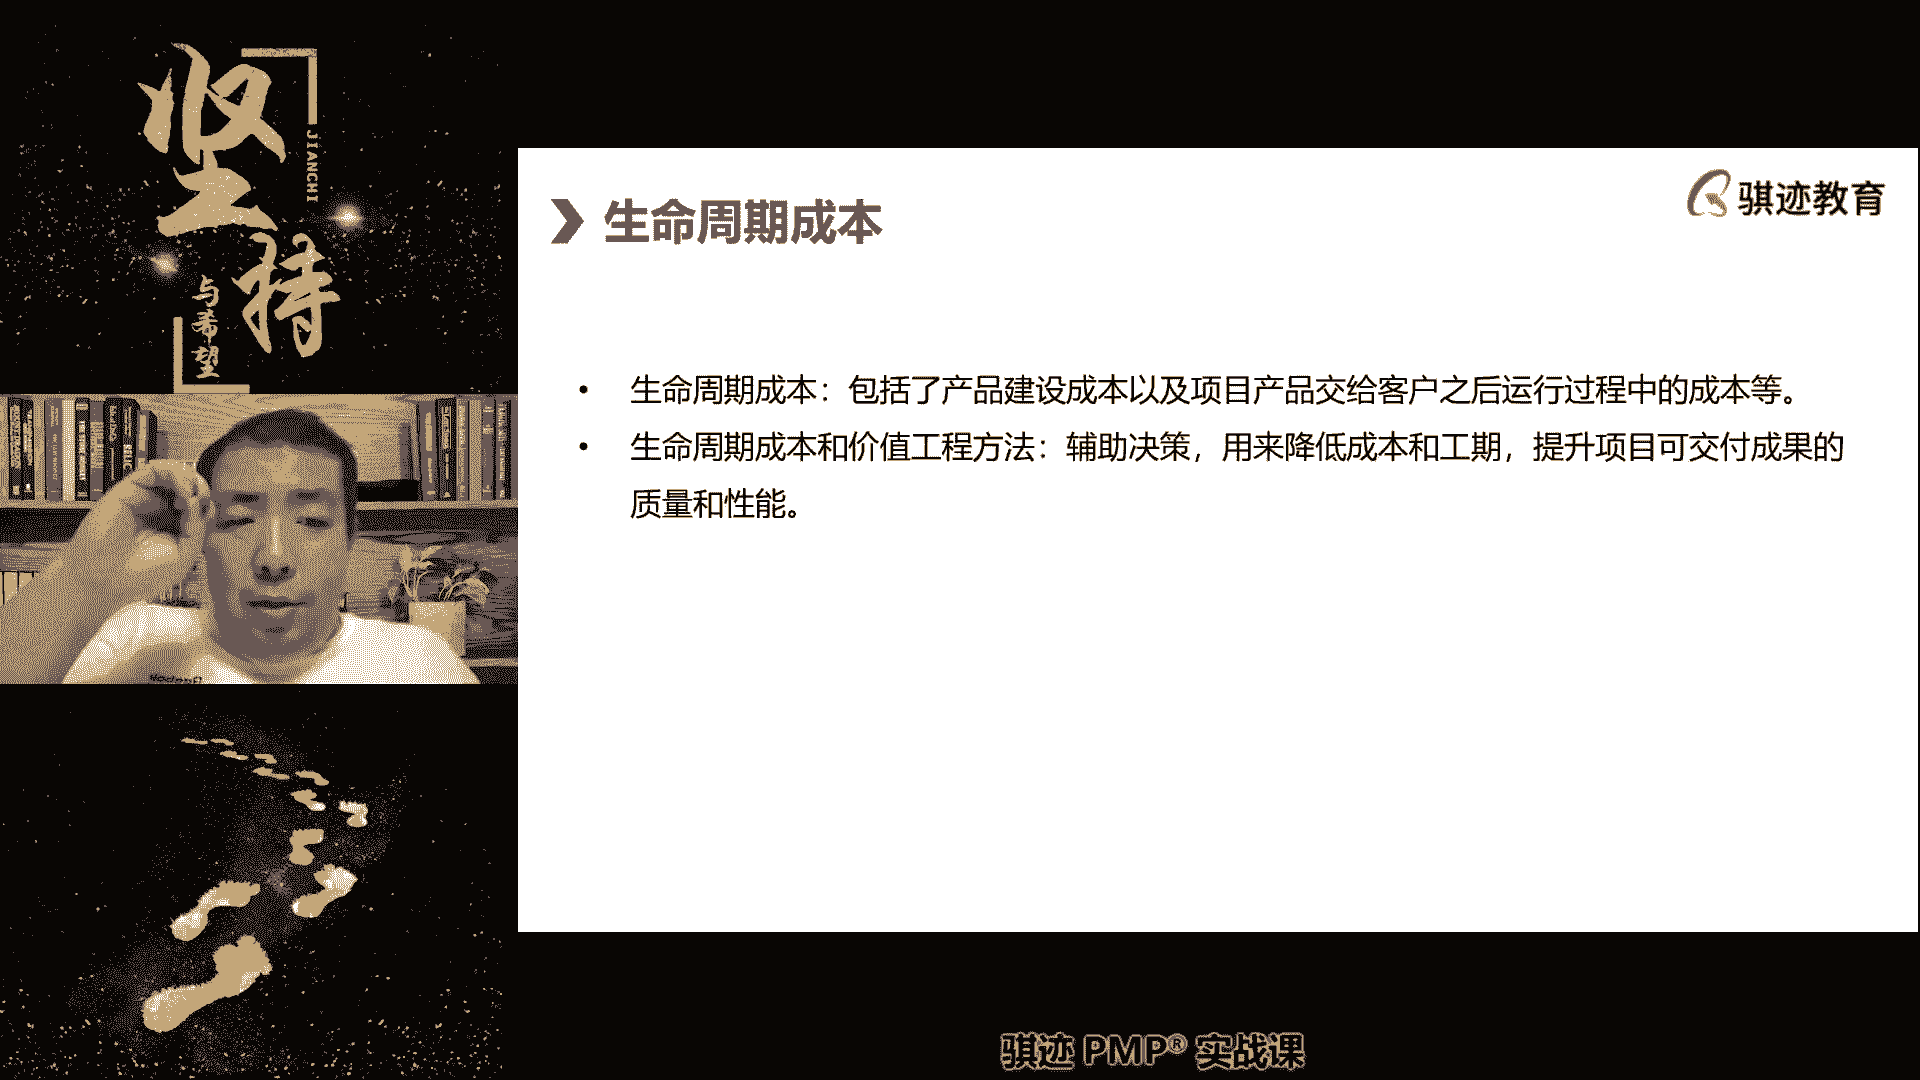 坚持
JIANCHI
与希望
骐迹教育
生命周期成本
• 生命周期成本：包括了产品建设成本以及项目产品交给客户之后运行过程中的成本等。
• 生命周期成本和价值工程方法：辅助决策，用来降低成本和工期，提升项目可交付成果的
质量和性能。
骐迹 PMP® 实战课